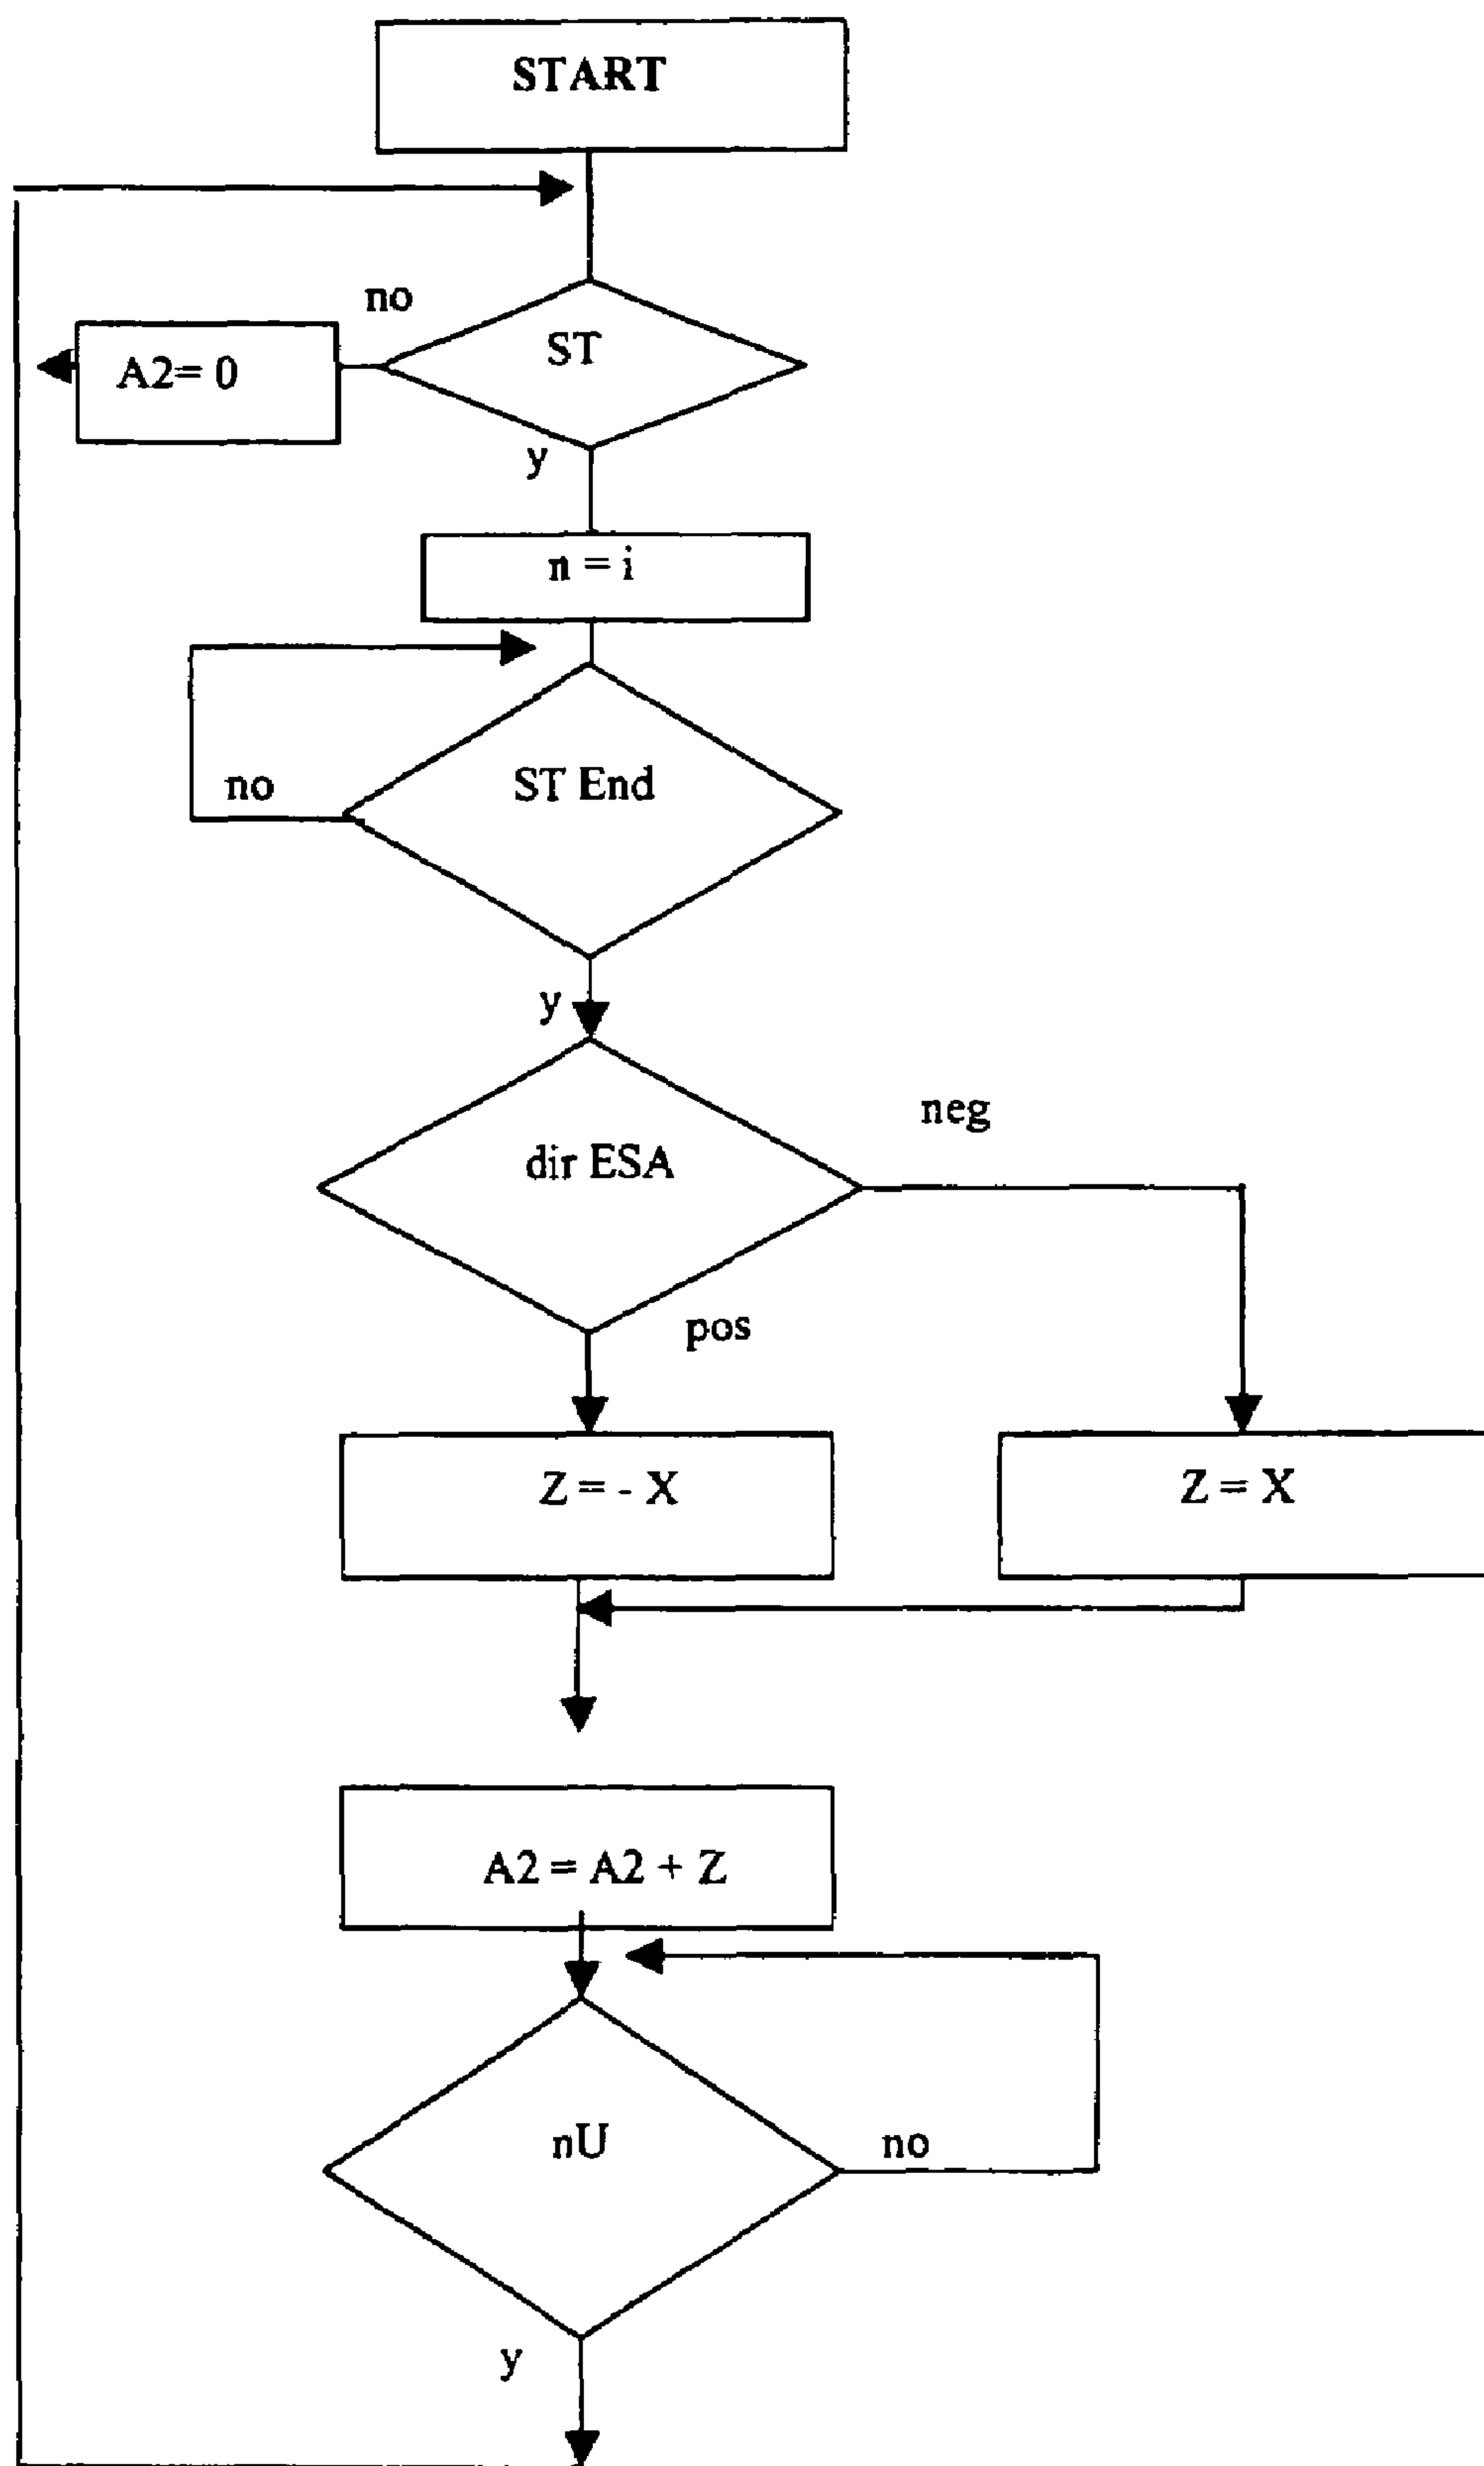 START
no
ST
A2= 0
y
n = i
no
ST End
y
neg
dir ESA
pos
Z = - X
Z = X
A2 = A2 + Z
nU
no
y